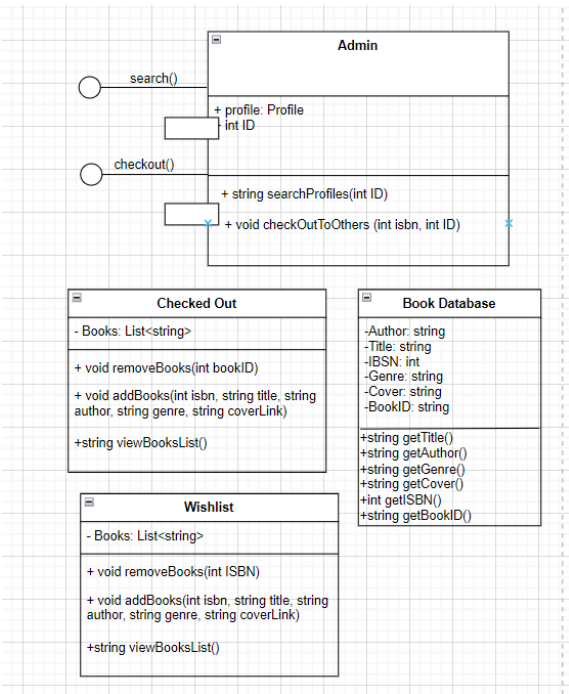 Admin
search()
+ profile: Profile
int ID
checkout()
+ string searchProfiles(int ID)
+ void checkOutToOthers (int isbn, int ID)
Checked Out
- Books: List<string>
+ void removeBooks(int bookID)
+ void addBooks(int isbn, string title, string
author, string genre, string coverLink)
+string viewBooksList()
Book Database
-Author: string
-Title: string
-IBSN: int
-Genre: string
-Cover: string
-BookID: string
+string getTitle()
+string getAuthor()
+string getGenre()
+string getCover()
+int getISBN()
+string getBookID()
Wishlist
- Books: List<string>
+ void removeBooks(int ISBN)
+ void addBooks(int isbn, string title, string
author, string genre, string coverLink)
+string viewBooksList()